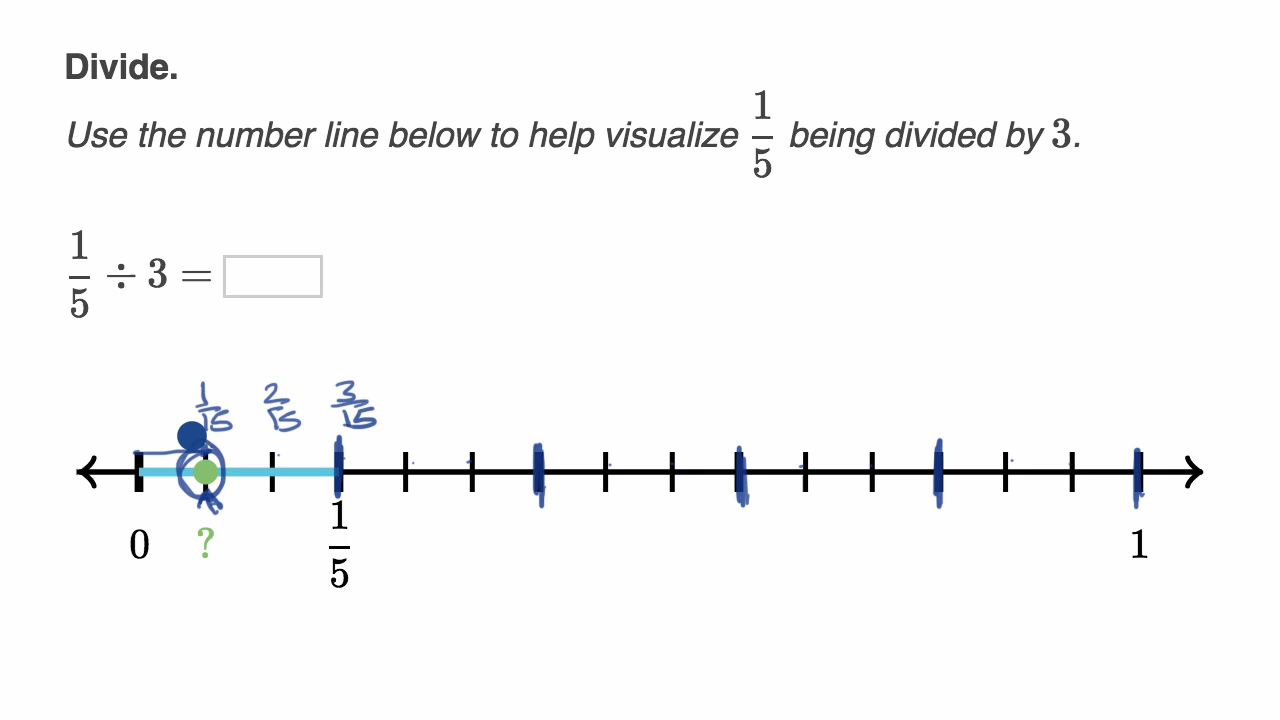 Divide.
Use the number line below to help visualize 1/5 being divided by 3.
1/5 ÷ 3 =
1/15 2/15 3/15
0 ? 1/5 1